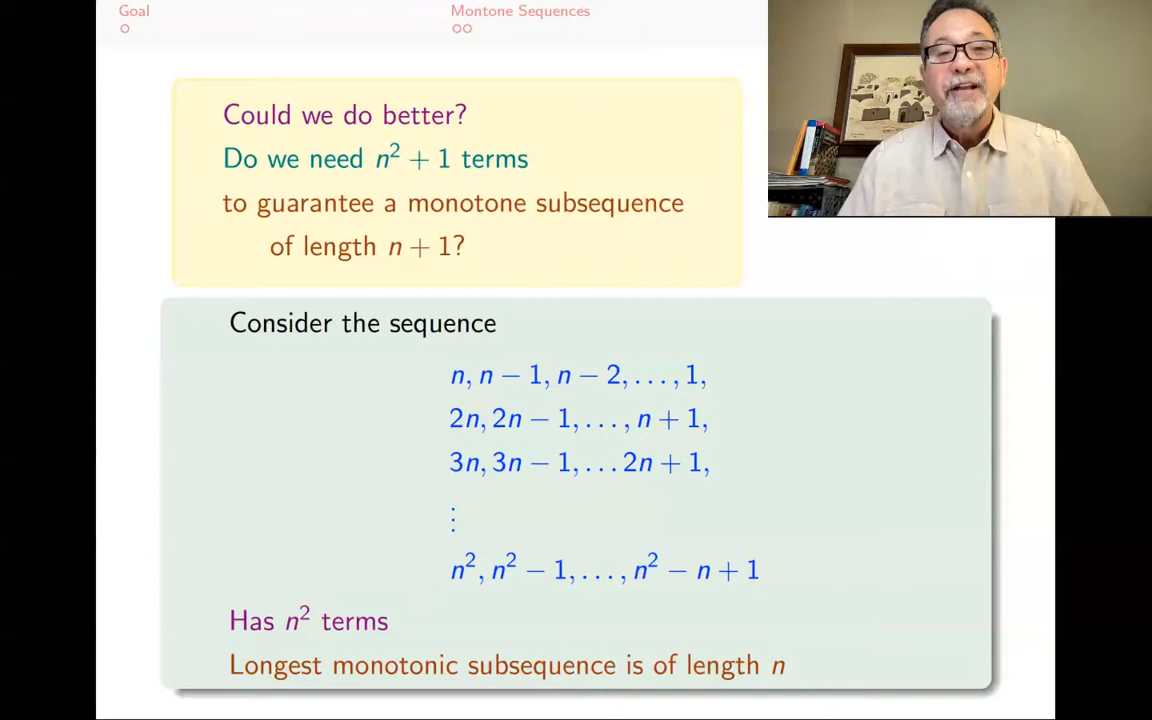 Goal
Montone Sequences
Could we do better?
Do we need n² + 1 terms
to guarantee a monotone subsequence
of length n + 1?
Consider the sequence
n, n − 1, n − 2, . . . , 1,
2n, 2n − 1, . . . , n + 1,
3n, 3n − 1, . . . 2n + 1,
⋮
n², n² − 1, . . . , n² − n + 1
Has n² terms
Longest monotonic subsequence is of length n